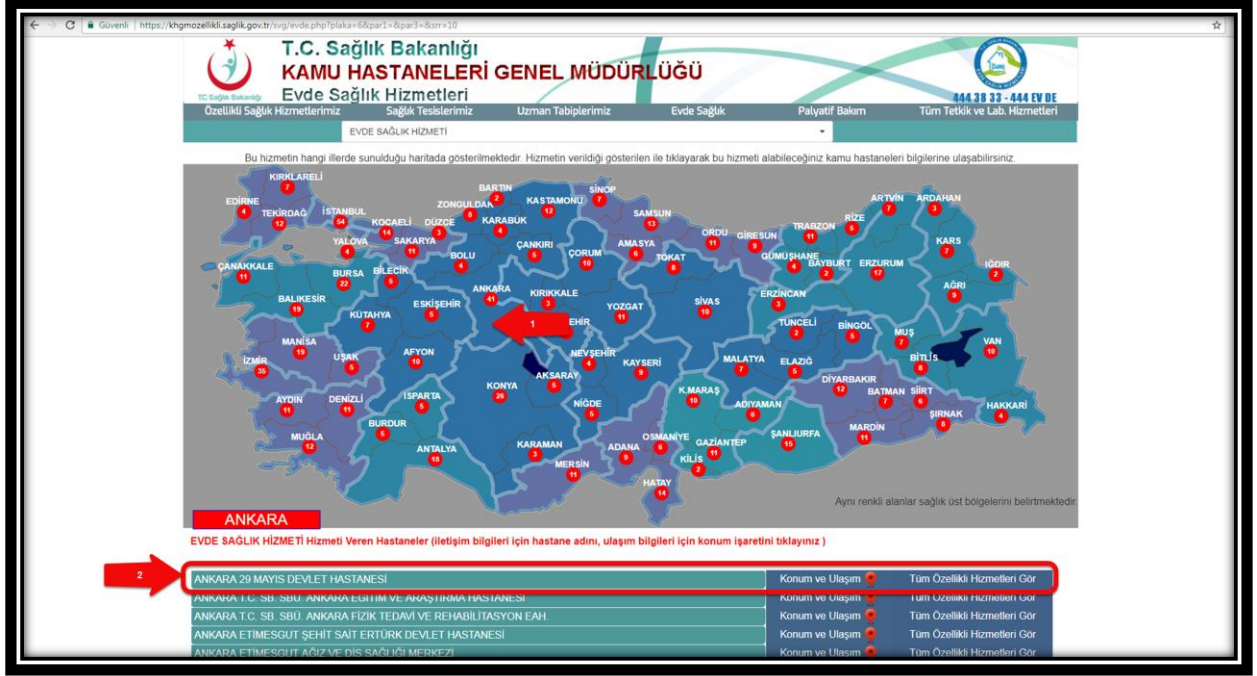 Güvenli | https://khgmozellikli.saglik.gov.tr/svg/evde.php?plaka=6&par1=&par3=&srr=10
T.C. Sağlık Bakanlığı
KAMU HASTANELERİ GENEL MÜDÜRLÜĞÜ
Evde Sağlık Hizmetleri
T.C. Sağlık Bakanlığı
444 38 33 - 444 EV DE
Özellikli Sağlık Hizmetlerimiz Sağlık Tesislerimiz Uzman Tabiplerimiz Evde Sağlık Palyatif Bakım Tüm Tetkik ve Lab. Hizmetleri
EVDE SAĞLIK HİZMETİ
Bu hizmetin hangi illerde sunulduğu haritada gösterilmektedir. Hizmetin verildiği gösterilen ile tıklayarak bu hizmeti alabileceğiniz kamu hastaneleri bilgilerine ulaşabilirsiniz.
KIRKLARELİ
7
EDİRNE
4
TEKİRDAĞ
12
İSTANBUL
54
KOCAELİ
14
YALOVA
4
SAKARYA
11
DÜZCE
3
ZONGULDAK
8
BARTIN
2
KARABÜK
4
KASTAMONU
12
SİNOP
7
SAMSUN
13
ORDU
11
GİRESUN
9
TRABZON
11
RİZE
5
ARTVİN
7
ARDAHAN
3
KARS
7
IĞDIR
2
AĞRI
9
ERZURUM
17
BAYBURT
2
GÜMÜŞHANE
4
ERZİNCAN
3
ÇANAKKALE
11
BALIKESİR
19
BURSA
22
BİLECİK
5
BOLU
4
ÇANKIRI
5
ÇORUM
10
AMASYA
6
TOKAT
8
SİVAS
10
YOZGAT
11
KIRIKKALE
3
ANKARA
41
ESKİŞEHİR
5
KÜTAHYA
7
1
EHİR
MANİSA
19
İZMİR
35
UŞAK
5
AFYON
10
KONYA
26
AKSARAY
5
NEVŞEHİR
4
KAYSERİ
9
NİĞDE
5
MALATYA
7
ELAZIĞ
5
TUNCELİ
2
BİNGÖL
5
MUŞ
7
BİTLİS
8
VAN
10
HAKKARİ
4
ŞIRNAK
8
SİİRT
6
BATMAN
7
DİYARBAKIR
12
MARDİN
11
ŞANLIURFA
15
ADIYAMAN
6
K.MARAŞ
10
GAZİANTEP
11
KİLİS
2
OSMANİYE
6
HATAY
14
ADANA
9
MERSİN
11
KARAMAN
3
ANTALYA
18
ISPARTA
5
BURDUR
5
DENİZLİ
11
AYDIN
11
MUĞLA
12
Aynı renkli alanlar sağlık üst bölgelerini belirtmektedir.
ANKARA
EVDE SAĞLIK HİZMETİ Hizmeti Veren Hastaneler (iletişim bilgileri için hastane adını, ulaşım bilgileri için konum işaretini tıklayınız )
2
ANKARA 29 MAYIS DEVLET HASTANESİ Konum ve Ulaşım Tüm Özellikli Hizmetleri Gör
ANKARA T.C. SB. SBÜ. ANKARA EĞİTİM VE ARAŞTIRMA HASTANESİ Konum ve Ulaşım Tüm Özellikli Hizmetleri Gör
ANKARA T.C. SB. SBÜ. ANKARA FİZİK TEDAVİ VE REHABİLİTASYON EAH. Konum ve Ulaşım Tüm Özellikli Hizmetleri Gör
ANKARA ETİMESGUT ŞEHİT SAİT ERTÜRK DEVLET HASTANESİ Konum ve Ulaşım Tüm Özellikli Hizmetleri Gör
ANKARA ETİMESGUT AĞIZ VE DİŞ SAĞLIĞI MERKEZİ Konum ve Ulaşım Tüm Özellikli Hizmetleri Gör